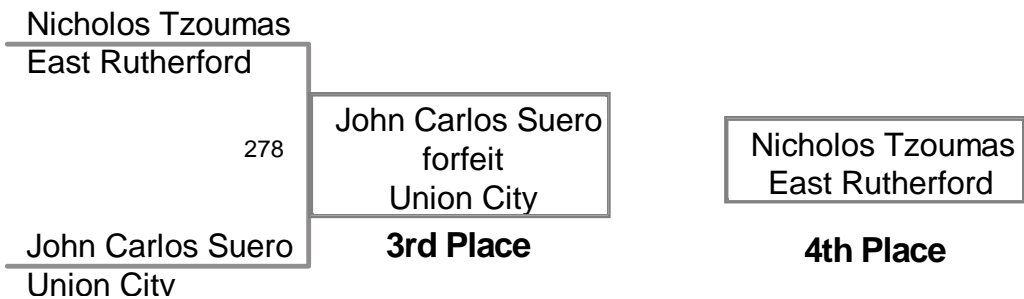 Nicholos Tzoumas
East Rutherford
278
John Carlos Suero
Union City
John Carlos Suero
forfeit
Union City
3rd Place
Nicholos Tzoumas
East Rutherford
4th Place